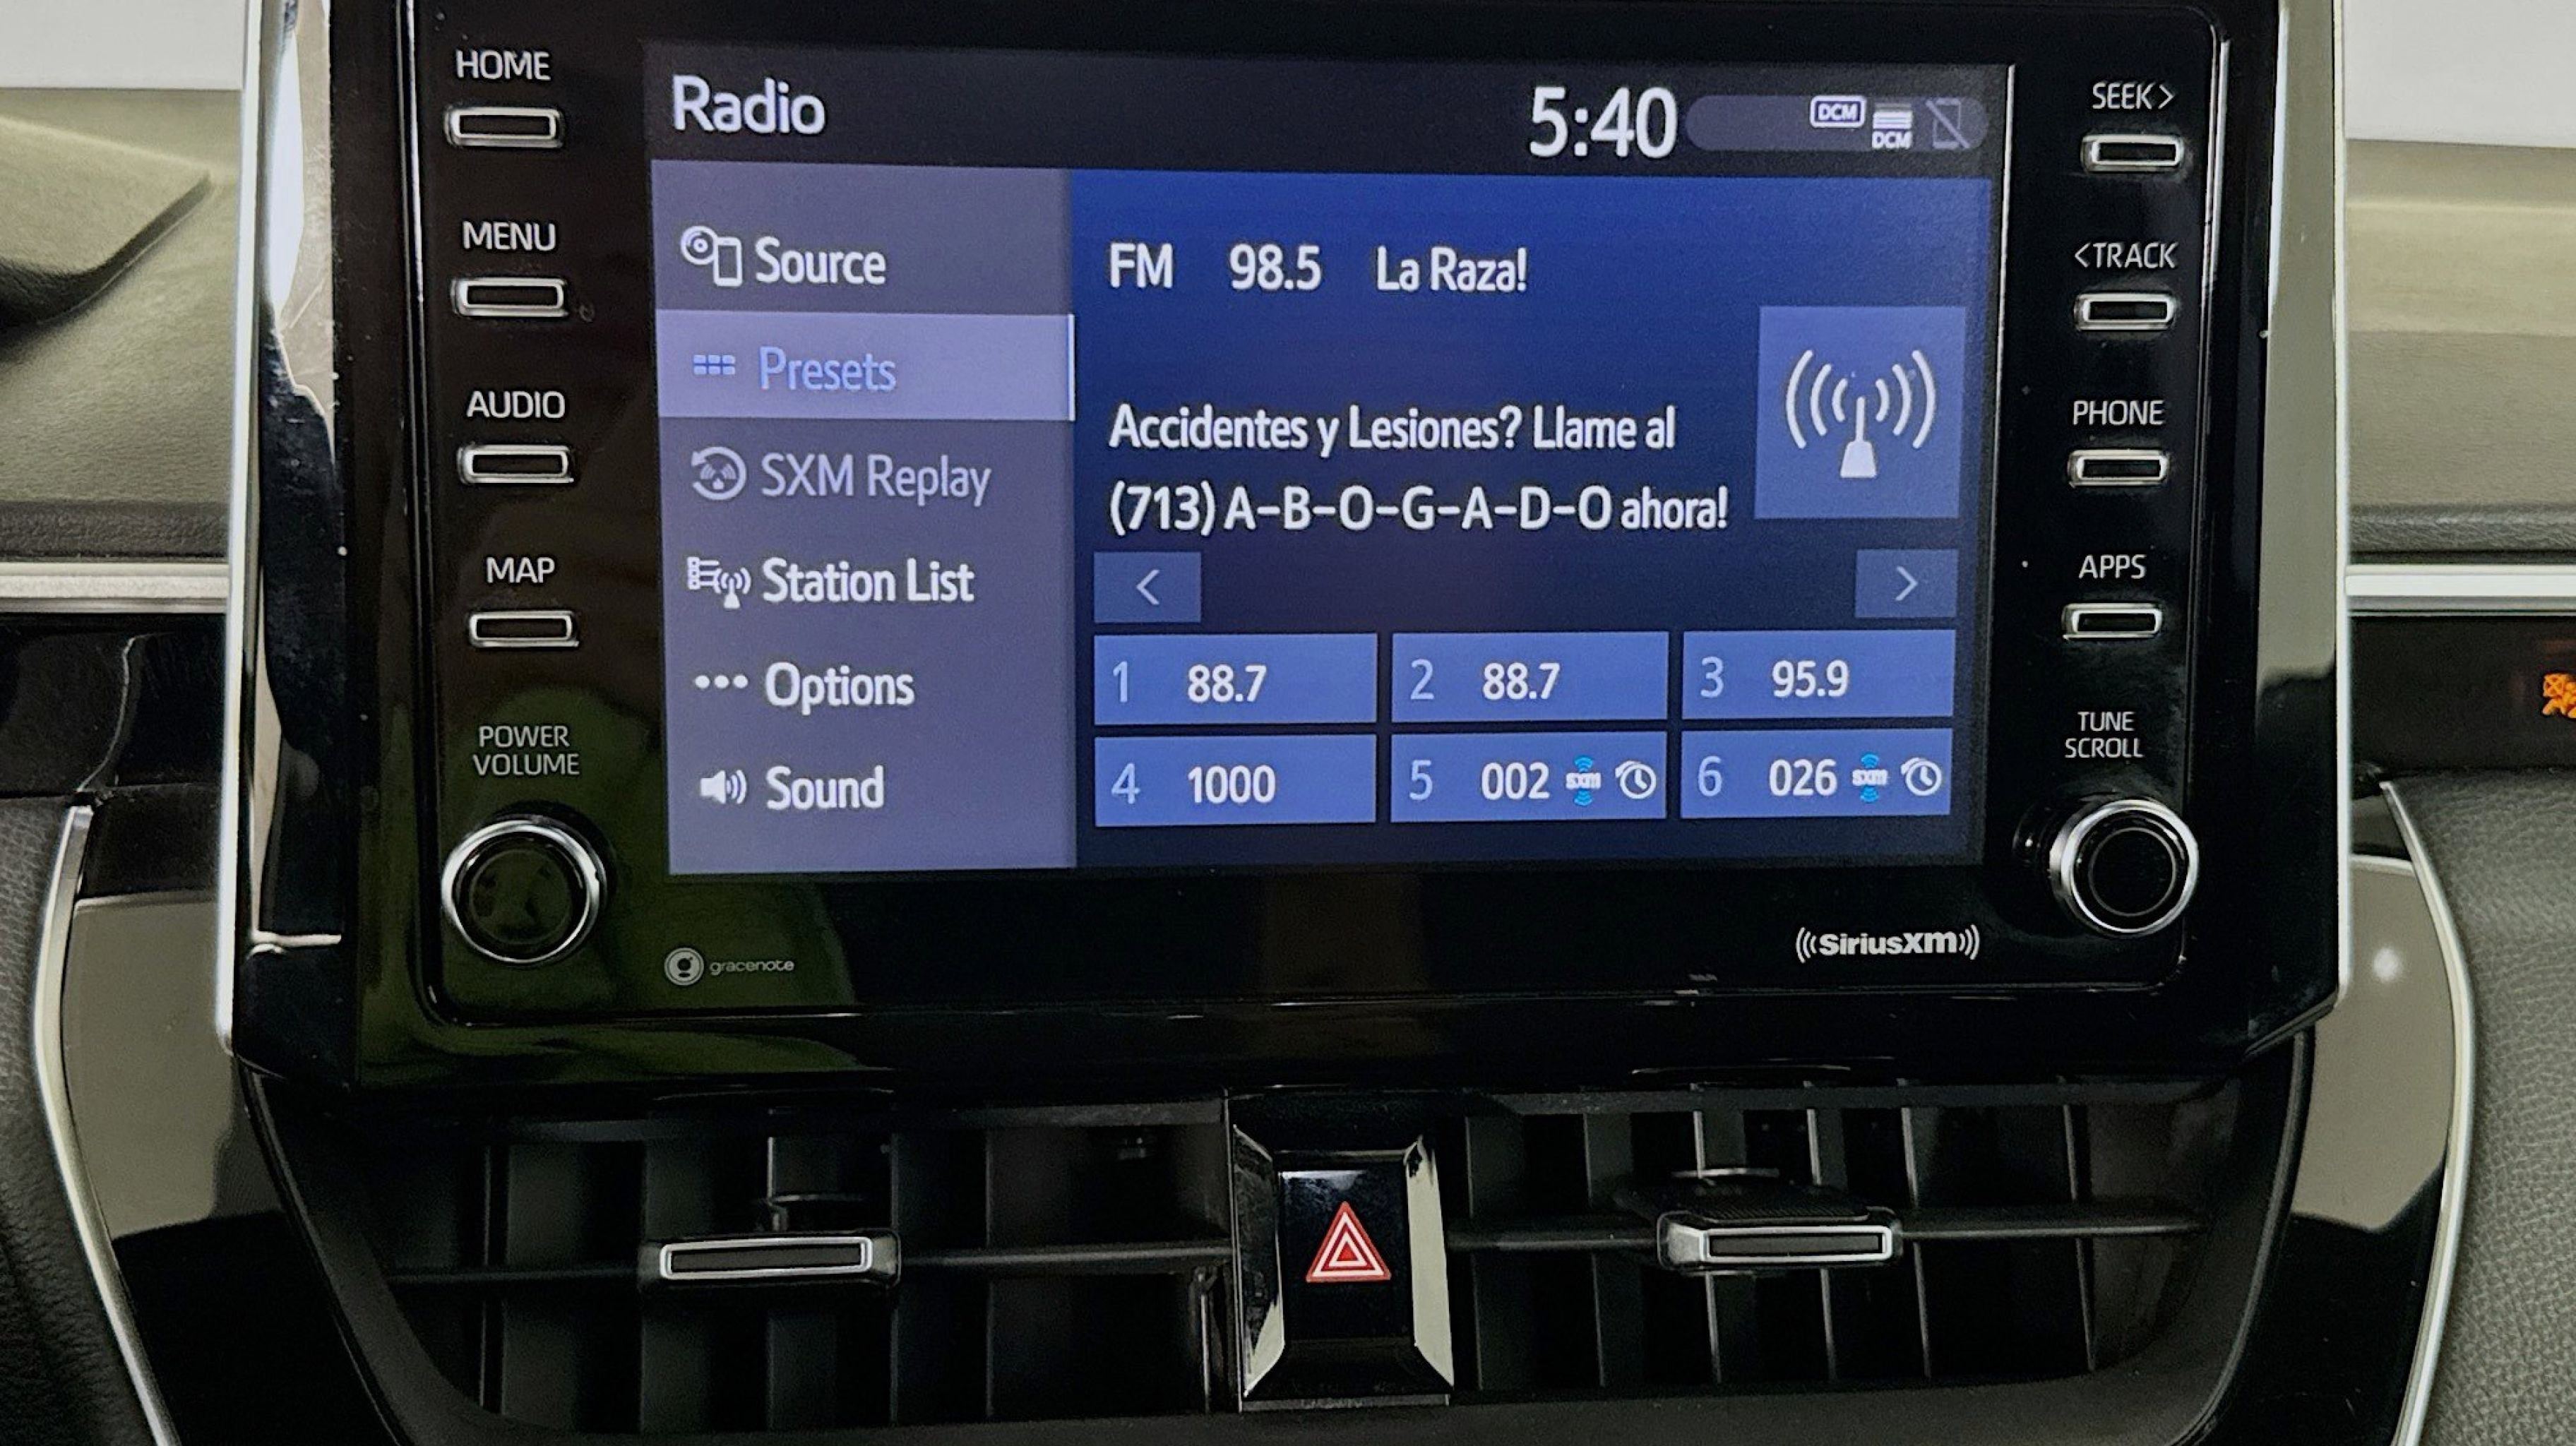 HOME
Radio
5:40
DCM
DCM
SEEK>
MENU
<TRACK
Source
FM 98.5 La Raza!
Presets
AUDIO
PHONE
Accidentes y Lesiones? Llame al
(713) A-B-O-G-A-D-O ahora!
SXM Replay
MAP
Station List
<
>
APPS
Options
1 88.7
2 88.7
3 95.9
POWER
VOLUME
TUNE
SCROLL
Sound
4 1000
5 002 sxm
6 026 sxm
gracenote
SiriusXM